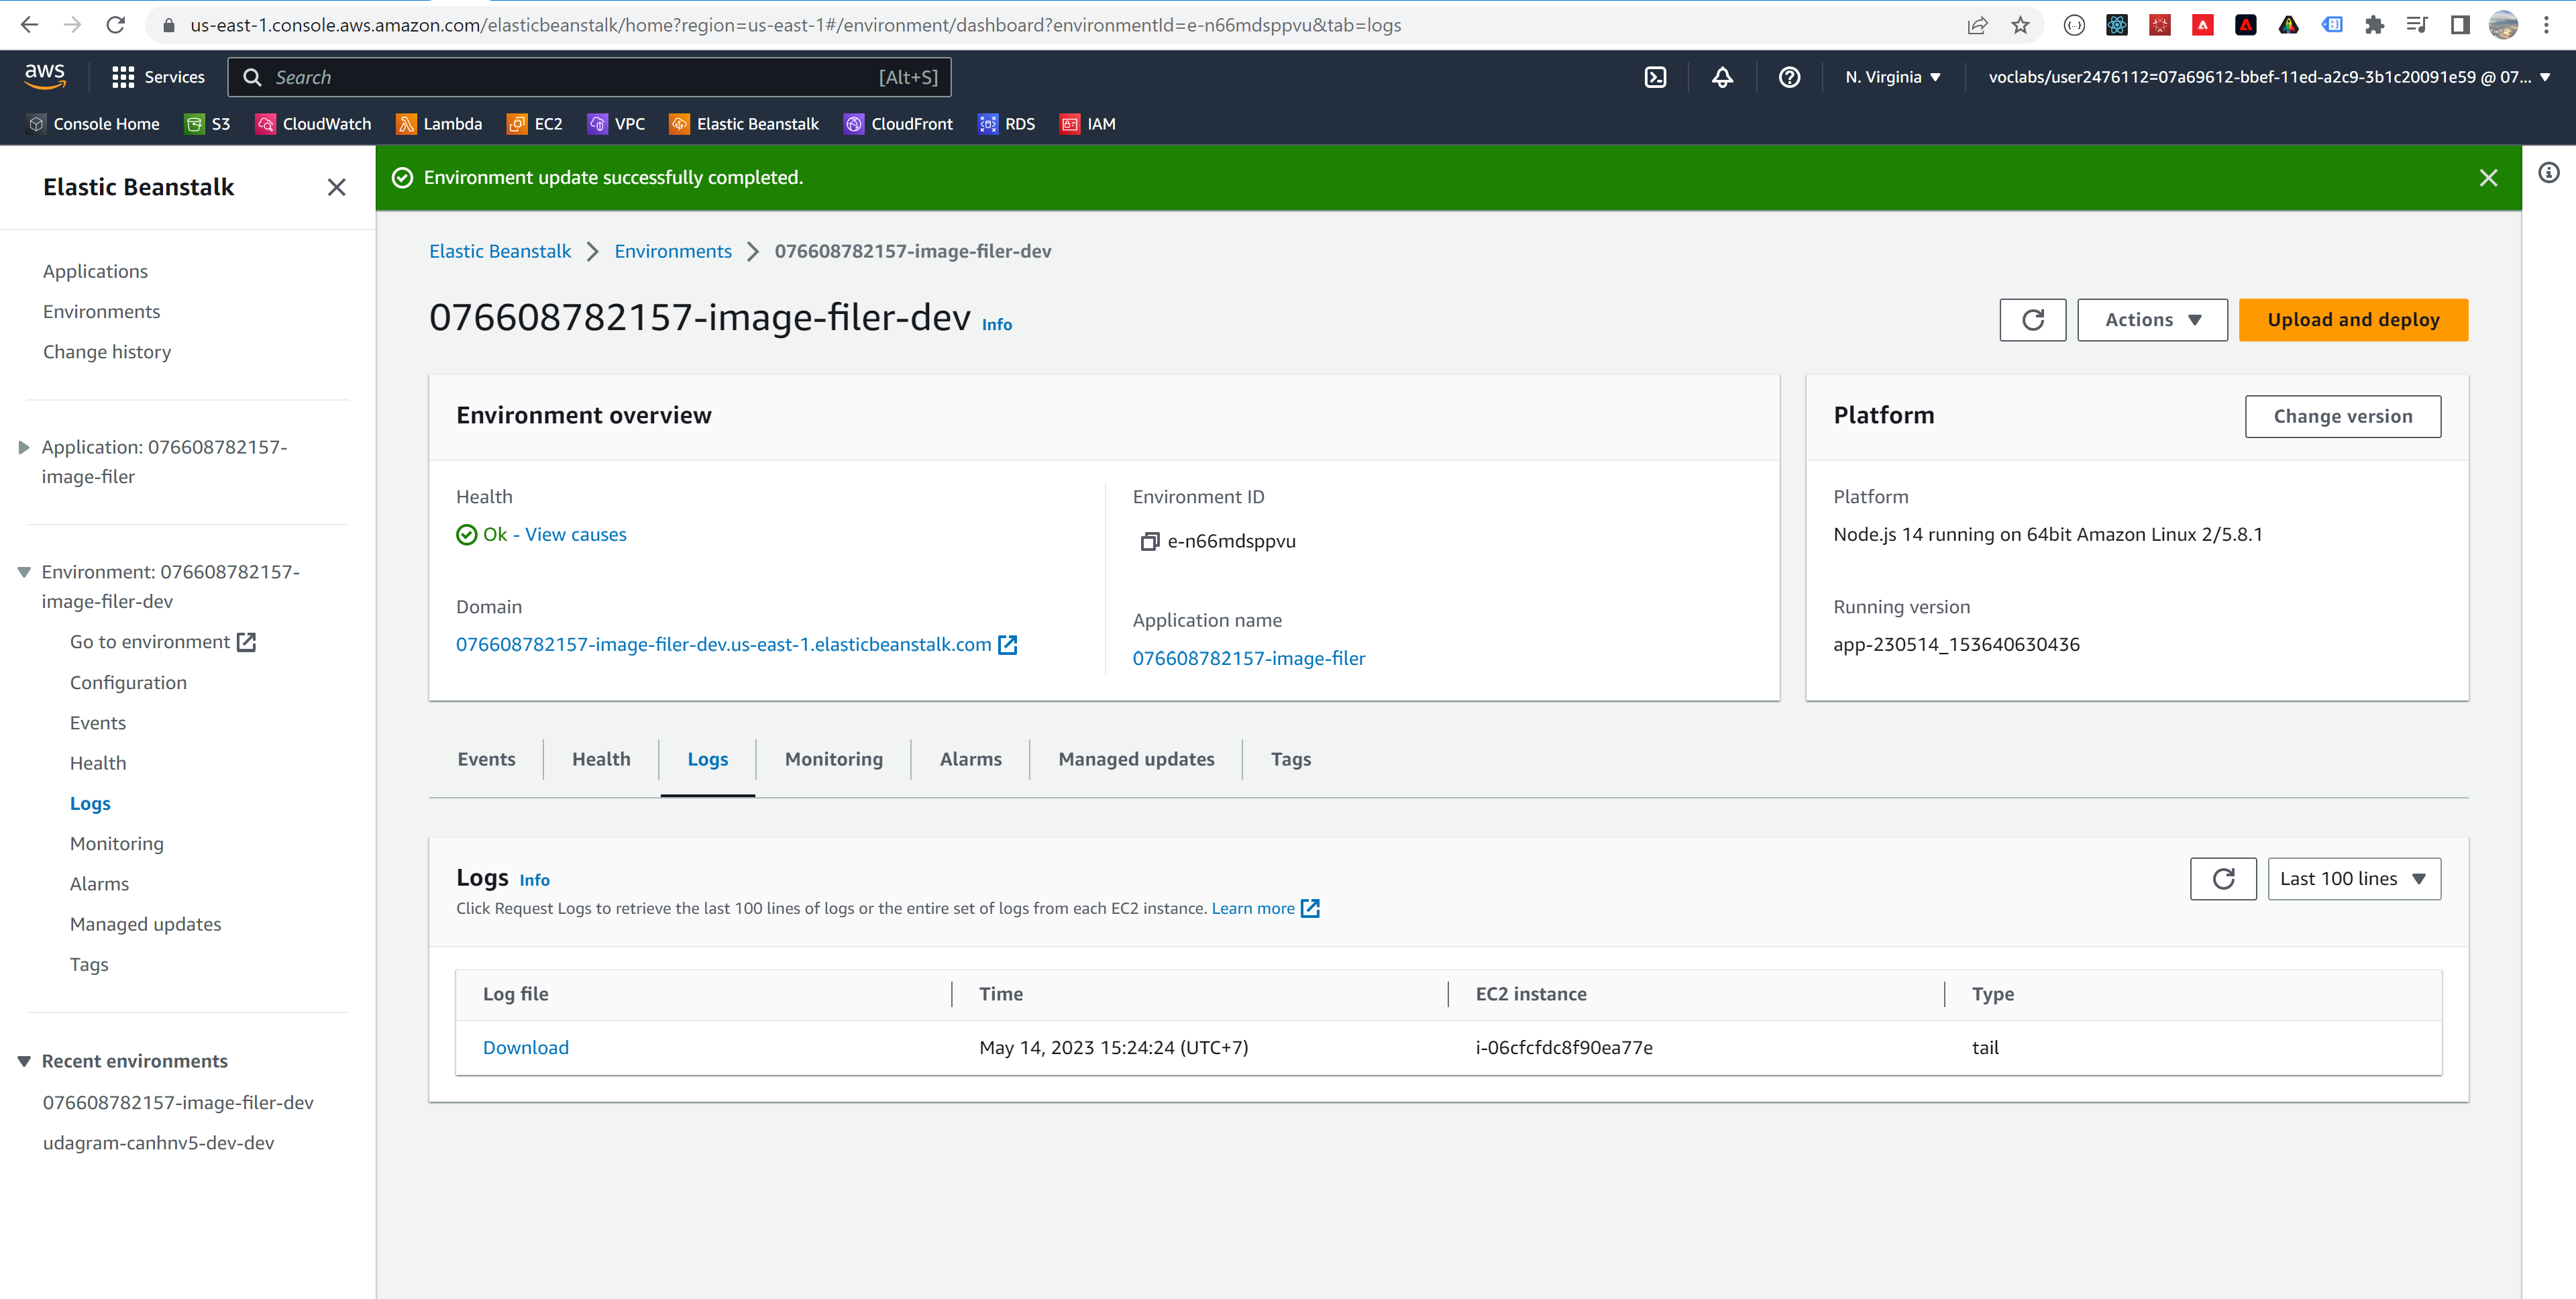 us-east-1.console.aws.amazon.com/elasticbeanstalk/home?region=us-east-1#/environment/dashboard?environmentId=e-n66mdsppvu&tab=logs
aws
Services
Search
[Alt+S]
N. Virginia
voclabs/user2476112=07a69612-bbef-11ed-a2c9-3b1c20091e59 @ 07...
Console Home
S3
CloudWatch
Lambda
EC2
VPC
Elastic Beanstalk
CloudFront
RDS
IAM
Elastic Beanstalk
Applications
Environments
Change history
Application: 076608782157-
image-filer
Environment: 076608782157-
image-filer-dev
Go to environment
Configuration
Events
Health
Logs
Monitoring
Alarms
Managed updates
Tags
Recent environments
076608782157-image-filer-dev
udagram-canhnv5-dev-dev
Environment update successfully completed.
Elastic Beanstalk
Environments
076608782157-image-filer-dev
076608782157-image-filer-dev Info
Actions
Upload and deploy
Environment overview
Health
Ok - View causes
Domain
076608782157-image-filer-dev.us-east-1.elasticbeanstalk.com
Environment ID
e-n66mdsppvu
Application name
076608782157-image-filer
Platform
Change version
Platform
Node.js 14 running on 64bit Amazon Linux 2/5.8.1
Running version
app-230514_153640630436
Events
Health
Logs
Monitoring
Alarms
Managed updates
Tags
Logs Info
Click Request Logs to retrieve the last 100 lines of logs or the entire set of logs from each EC2 instance. Learn more
Last 100 lines
Log file
Time
EC2 instance
Type
Download
May 14, 2023 15:24:24 (UTC+7)
i-06cfcfdc8f90ea77e
tail